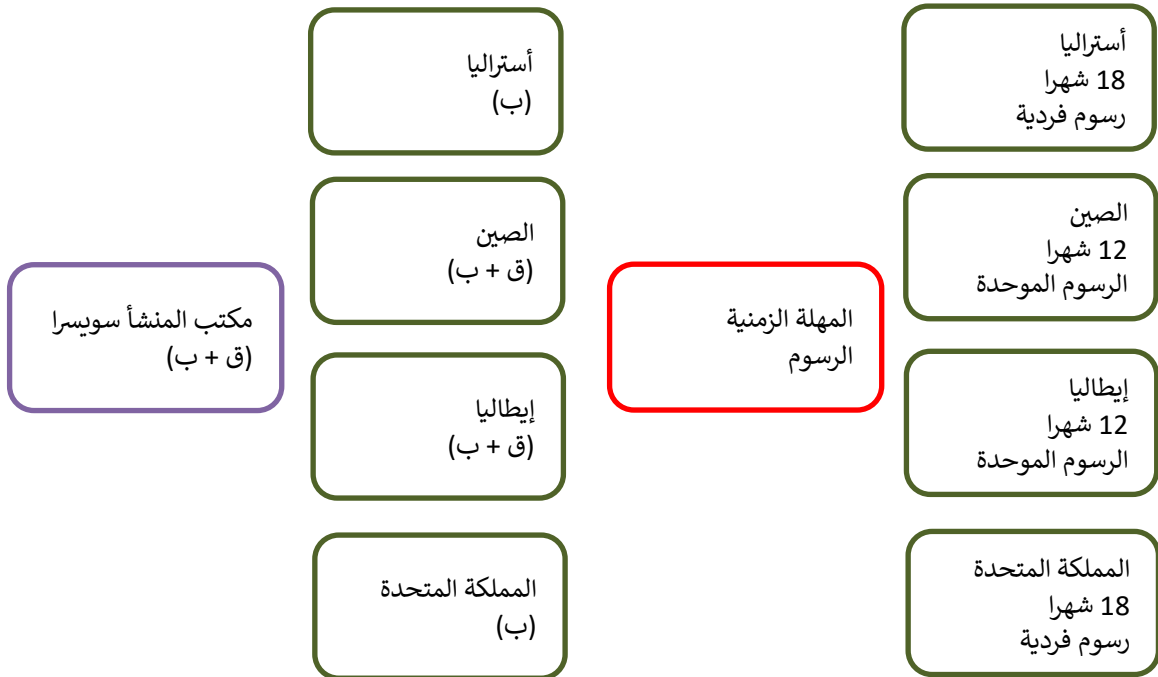 أستراليا
(ب)
الصين
(ق + ب)
إيطاليا
(ق + ب)
المملكة المتحدة
(ب)
مكتب المنشأ سويسرا
(ق + ب)
المهلة الزمنية
الرسوم
أستراليا
18 شهرا
رسوم فردية
الصين
12 شهرا
الرسوم الموحدة
إيطاليا
12 شهرا
الرسوم الموحدة
المملكة المتحدة
18 شهرا
رسوم فردية